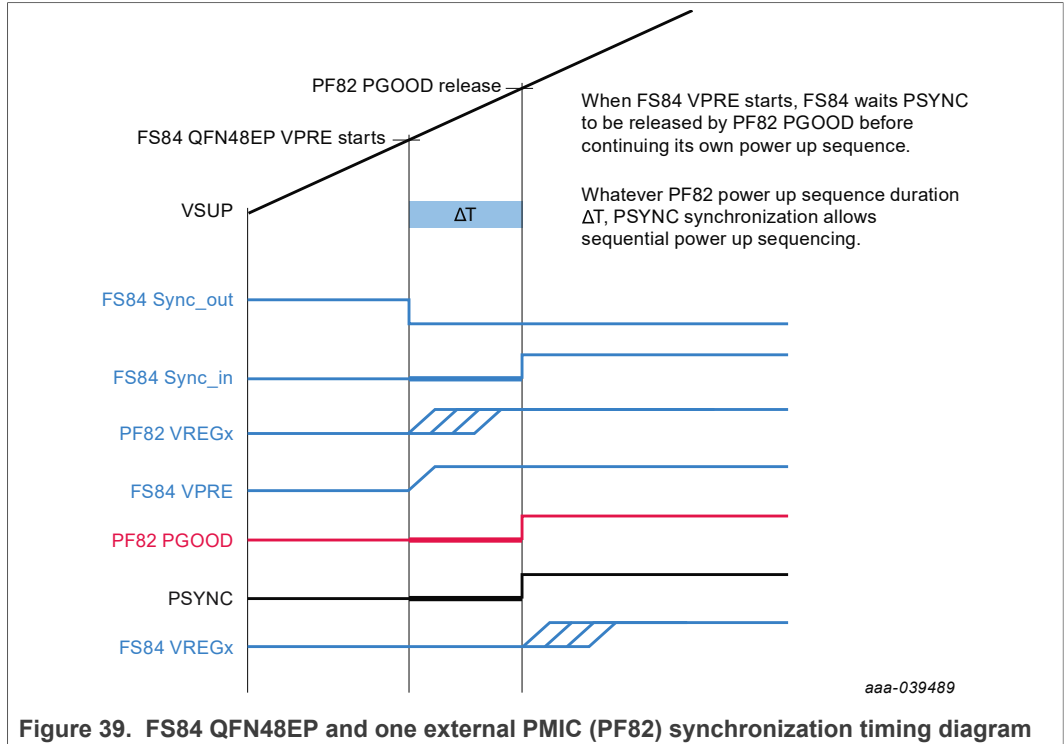 PF82 PGOOD release
When FS84 VPRE starts, FS84 waits PSYNC
to be released by PF82 PGOOD before
continuing its own power up sequence.
FS84 QFN48EP VPRE starts
Whatever PF82 power up sequence duration
ΔT, PSYNC synchronization allows
sequential power up sequencing.
VSUP
ΔT
FS84 Sync_out
FS84 Sync_in
PF82 VREGx
FS84 VPRE
PF82 PGOOD
PSYNC
FS84 VREGx
aaa-039489
Figure 39. FS84 QFN48EP and one external PMIC (PF82) synchronization timing diagram